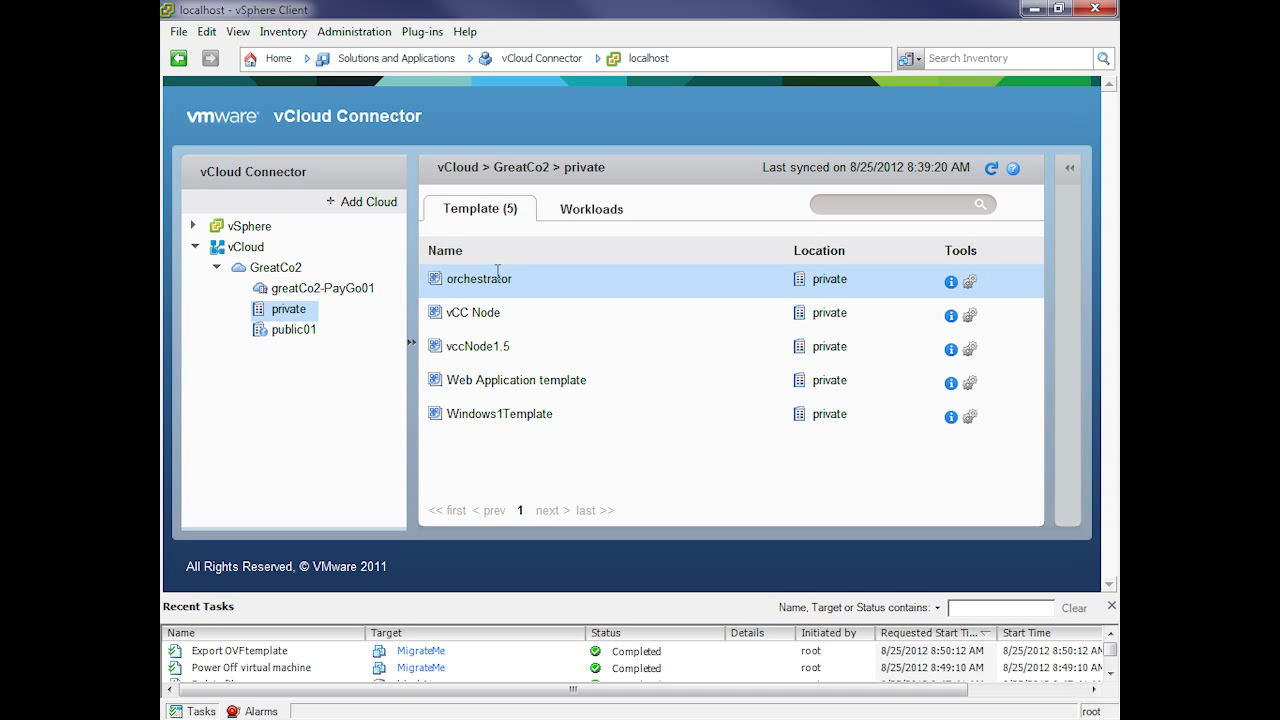 localhost - vSphere Client
File Edit View Inventory Administration Plug-ins Help
Home Solutions and Applications vCloud Connector localhost Search Inventory
vmware vCloud Connector
vCloud Connector
vCloud > GreatCo2 > private Last synced on 8/25/2012 8:39:20 AM
+ Add Cloud
Template (5) Workloads
vSphere
vCloud
GreatCo2
greatCo2-PayGo01
private
public01
Name Location Tools
orchestrator private
vCC Node private
vccNode1.5 private
Web Application template private
Windows1Template private
<< first < prev 1 next > last >>
All Rights Reserved, © VMware 2011
Recent Tasks Name, Target or Status contains: Clear
Name Target Status Details Initiated by Requested Start Ti... Start Time
Export OVF template MigrateMe Completed root 8/25/2012 8:50:12 AM 8/25/2012 8:50:12 AM
Power Off virtual machine MigrateMe Completed root 8/25/2012 8:49:10 AM 8/25/2012 8:49:10 AM
Tasks Alarms root